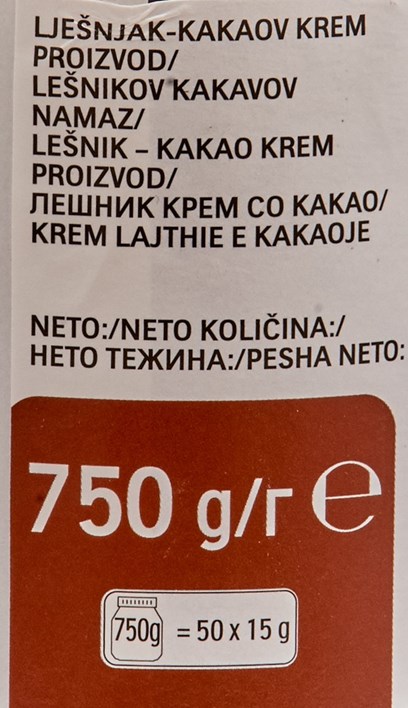 LJEŠNJAK-KAKAOV KREM
PROIZVOD/
LEŠNIKOV KAKAVOV
NAMAZ/
LEŠNIK – KAKAO KREM
PROIZVOD/
ЛЕШНИК КРЕМ СО КАКАО/
KREM LAJTHIE E KAKAOJE
NETO:/NETO KOLIČINA:/
НЕТО ТЕЖИНА:/PESHA NETO:
750 g/г ℮
750g = 50 x 15 g